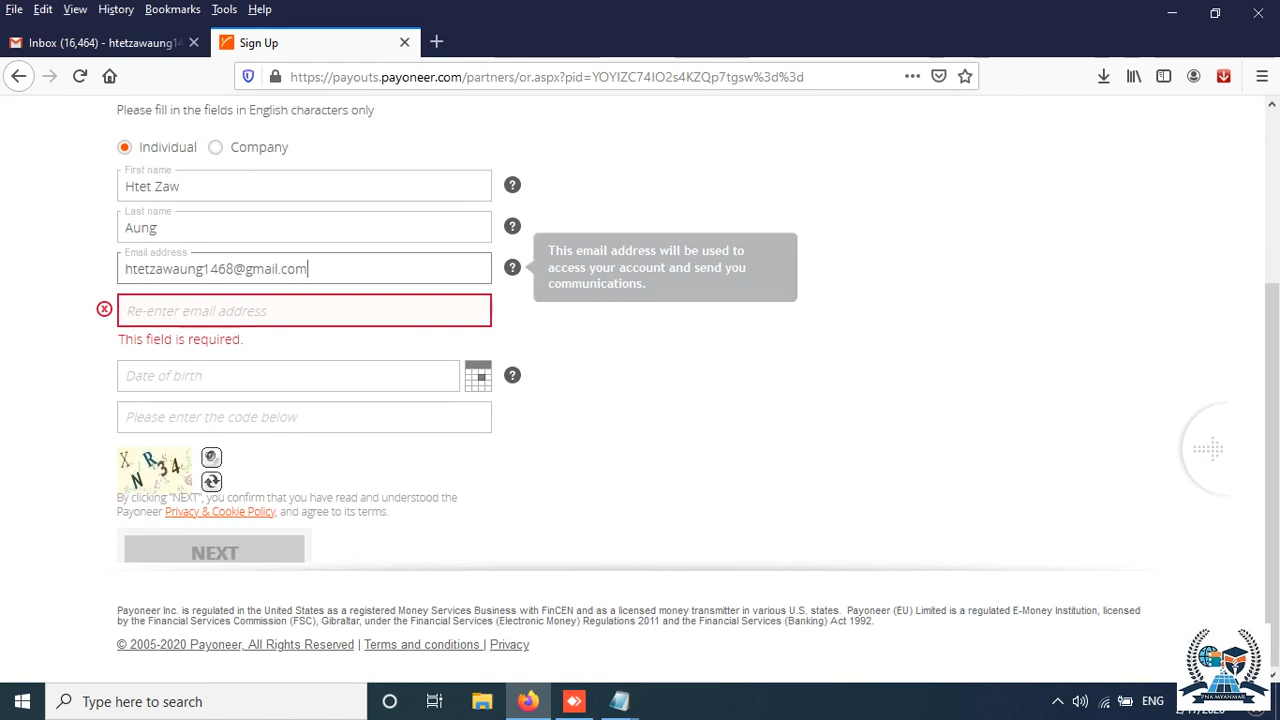 File Edit View History Bookmarks Tools Help
Inbox (16,464) - htetzawaung14
Sign Up
https://payouts.payoneer.com/partners/or.aspx?pid=YOYIZC74IO2s4KZQp7tgsw%3d%3d
Please fill in the fields in English characters only
Individual Company
First name
Htet Zaw
Last name
Aung
Email address
htetzawaung1468@gmail.com
This email address will be used to
access your account and send you
communications.
Re-enter email address
This field is required.
Date of birth
Please enter the code below
X N R 3 4
By clicking "NEXT", you confirm that you have read and understood the
Payoneer Privacy & Cookie Policy, and agree to its terms.
NEXT
Payoneer Inc. is regulated in the United States as a registered Money Services Business with FinCEN and as a licensed money transmitter in various U.S. states. Payoneer (EU) Limited is a regulated E-Money Institution, licensed
by the Financial Services Commission (FSC), Gibraltar, under the Financial Services (Electronic Money) Regulations 2011 and the Financial Services (Banking) Act 1992.
© 2005-2020 Payoneer, All Rights Reserved | Terms and conditions | Privacy
PNA MYANMAR
Type here to search
ENG